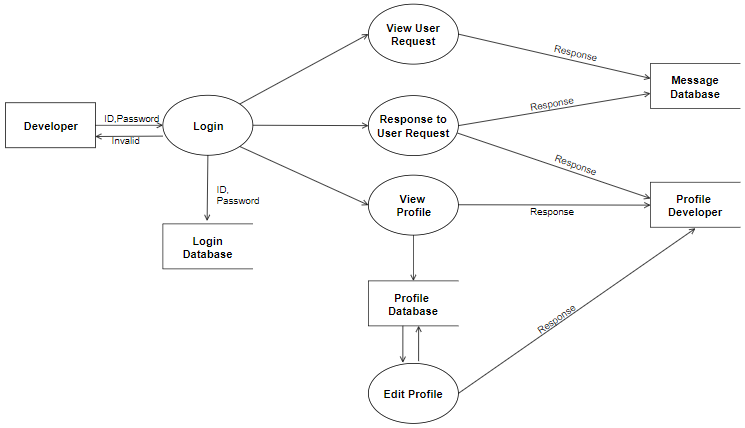 View User
Request
Response
Message
Database
Developer
ID,Password
Invalid
Login
Response to
User Request
Response
Response
ID,
Password
View
Profile
Response
Profile
Developer
Login
Database
Profile
Database
Response
Edit Profile